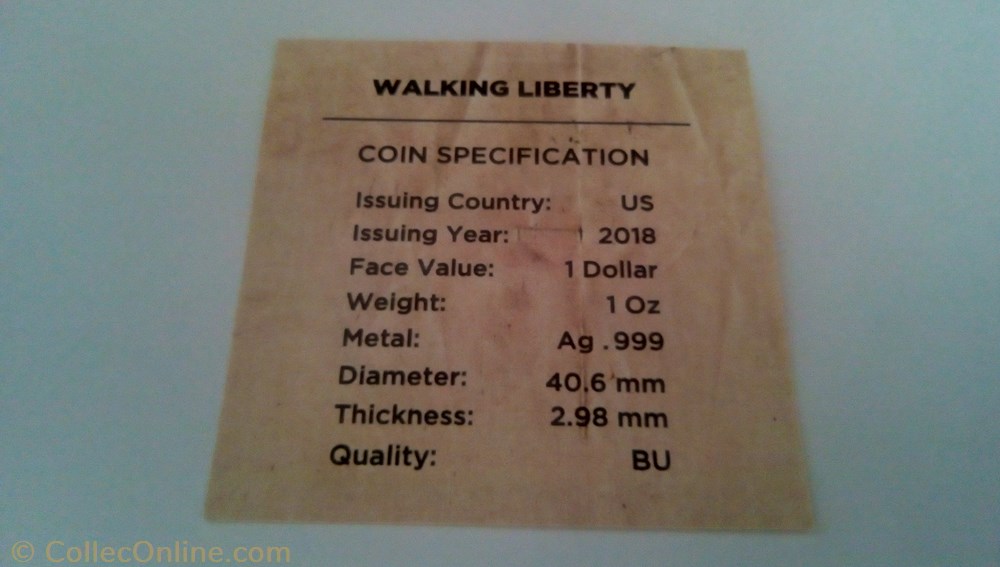 WALKING LIBERTY
COIN SPECIFICATION
Issuing Country: US
Issuing Year: 2018
Face Value: 1 Dollar
Weight: 1 Oz
Metal: Ag .999
Diameter: 40.6 mm
Thickness: 2.98 mm
Quality: BU
© CollecOnline.com